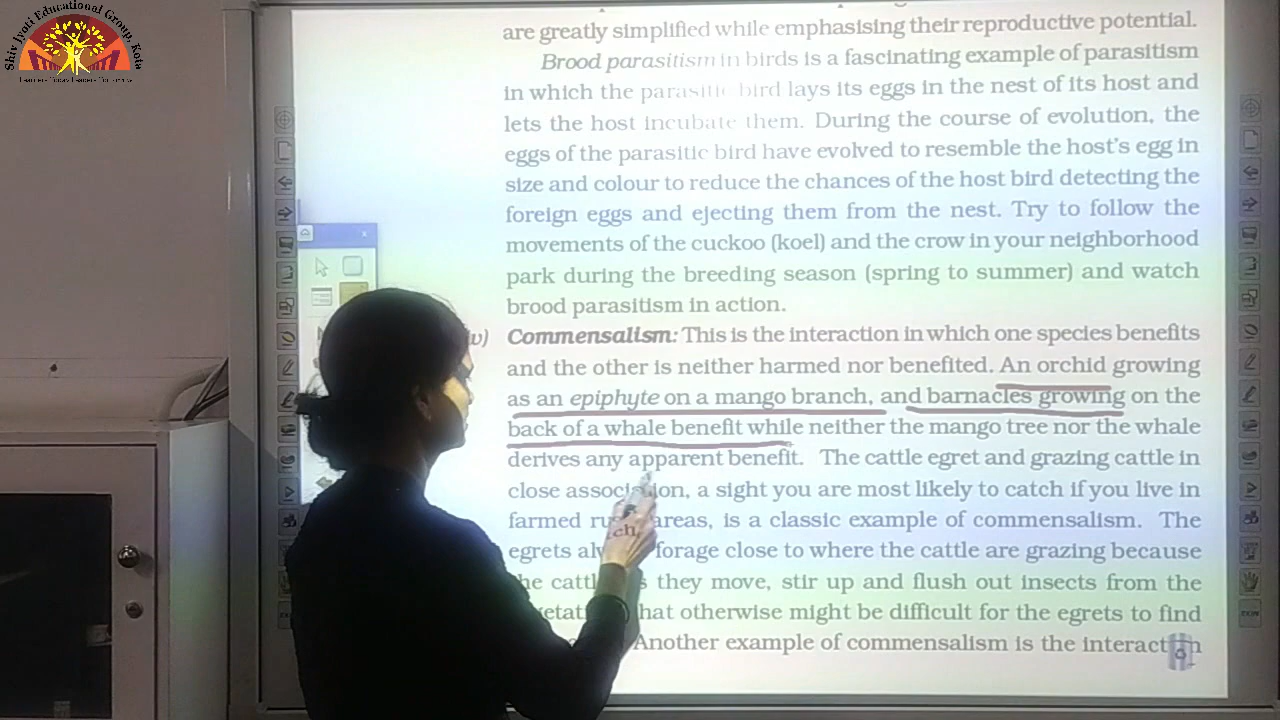 Shiv Jyoti Educational Group, Kota
are greatly simplified while emphasising their reproductive potential.
Brood parasitism in birds is a fascinating example of parasitism
in which the parasitic bird lays its eggs in the nest of its host and
lets the host incubate them. During the course of evolution, the
eggs of the parasitic bird have evolved to resemble the host's egg in
size and colour to reduce the chances of the host bird detecting the
foreign eggs and ejecting them from the nest. Try to follow the
movements of the cuckoo (koel) and the crow in your neighborhood
park during the breeding season (spring to summer) and watch
brood parasitism in action.
Commensalism: This is the interaction in which one species benefits
and the other is neither harmed nor benefited. An orchid growing
as an epiphyte on a mango branch, and barnacles growing on the
back of a whale benefit while neither the mango tree nor the whale
derives any apparent benefit. The cattle egret and grazing cattle in
close association, a sight you are most likely to catch if you live in
farmed areas, is a classic example of commensalism. The
egrets forage close to where the cattle are grazing because
they move, stir up and flush out insects from the
that otherwise might be difficult for the egrets to find
Another example of commensalism is the